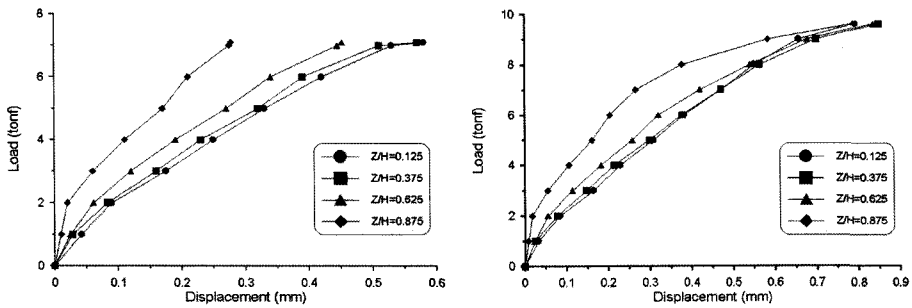 8
6
4
2
0
Load (tonf)
0 0.1 0.2 0.3 0.4 0.5 0.6
Displacement (mm)
Z/H=0.125
Z/H=0.375
Z/H=0.625
Z/H=0.875
10
8
6
4
2
0
Load (tonf)
0 0.1 0.2 0.3 0.4 0.5 0.6 0.7 0.8 0.9
Displacement (mm)
Z/H=0.125
Z/H=0.375
Z/H=0.625
Z/H=0.875